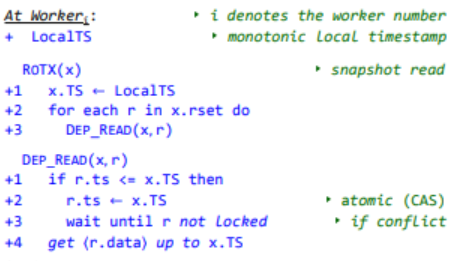 At Worker_i: ‣ i denotes the worker number
+ LocalTS ‣ monotonic local timestamp
ROTX(x) ‣ snapshot read
+1 x.TS ← LocalTS
+2 for each r in x.rset do
+3 DEP_READ(x,r)
DEP_READ(x,r)
+1 if r.ts <= x.TS then
+2 r.ts ← x.TS ‣ atomic (CAS)
+3 wait until r not Locked ‣ if conflict
+4 get ⟨r.data⟩ up to x.TS